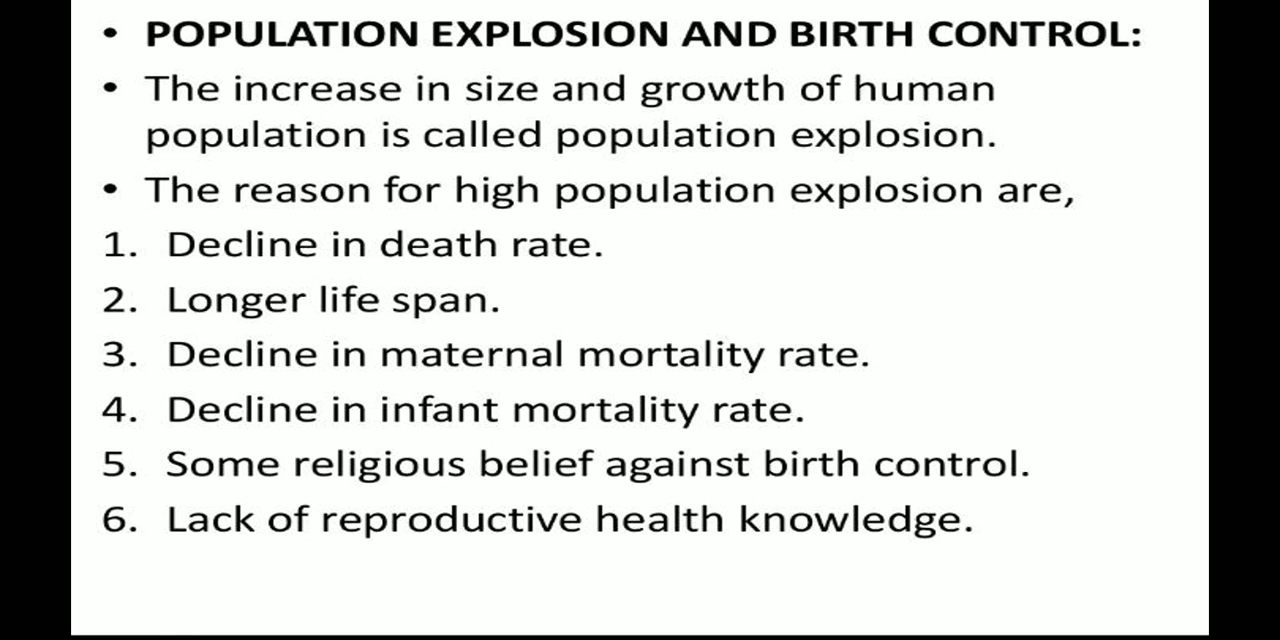 • POPULATION EXPLOSION AND BIRTH CONTROL:
• The increase in size and growth of human
population is called population explosion.
• The reason for high population explosion are,
1. Decline in death rate.
2. Longer life span.
3. Decline in maternal mortality rate.
4. Decline in infant mortality rate.
5. Some religious belief against birth control.
6. Lack of reproductive health knowledge.